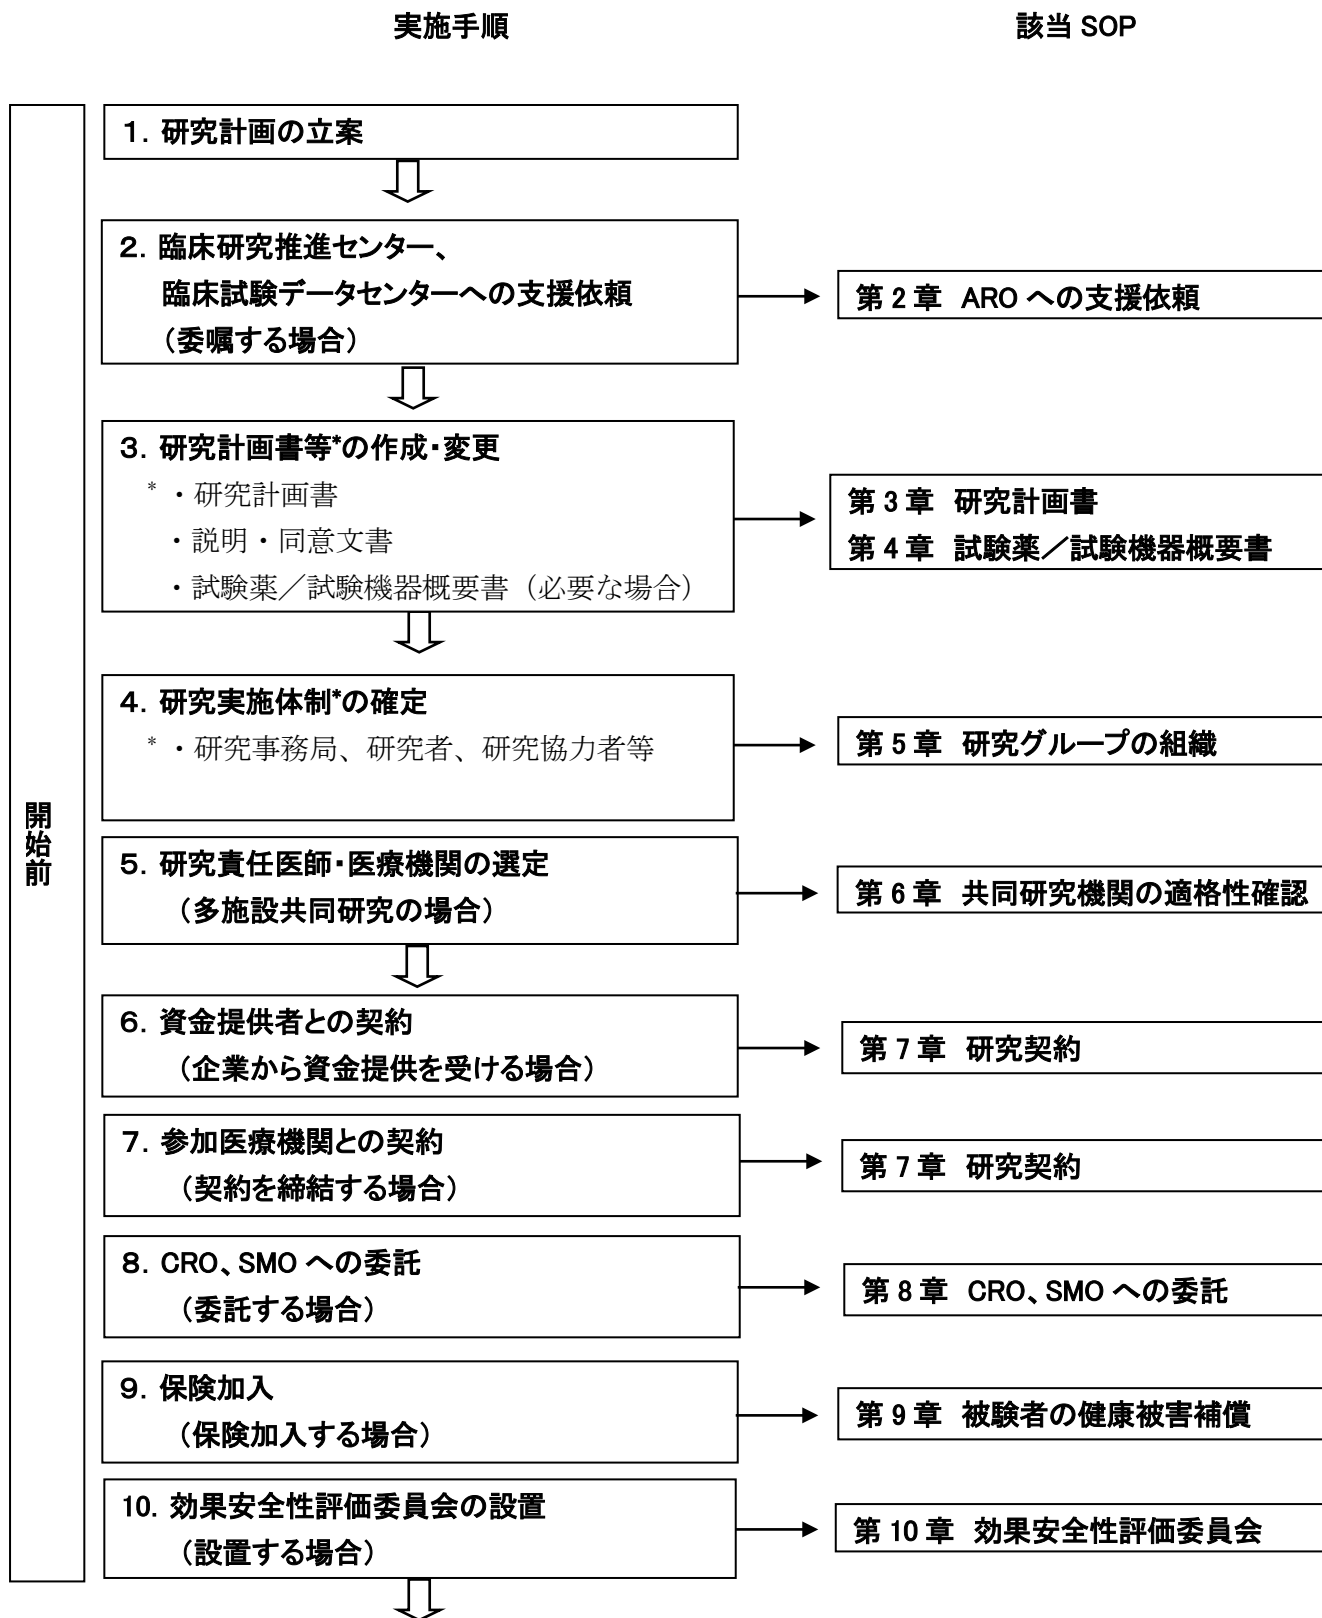 実施手順
該当 SOP
1．研究計画の立案
2．臨床研究推進センター、
臨床試験データセンターへの支援依頼
（委嘱する場合）
第 2 章　ARO への支援依頼
3．研究計画書等*の作成・変更
* ・研究計画書
・説明・同意文書
・試験薬／試験機器概要書（必要な場合）
第 3 章　研究計画書
第 4 章　試験薬／試験機器概要書
4．研究実施体制*の確定
* ・研究事務局、研究者、研究協力者等
第 5 章　研究グループの組織
開始前
5．研究責任医師・医療機関の選定
（多施設共同研究の場合）
第 6 章　共同研究機関の適格性確認
6．資金提供者との契約
（企業から資金提供を受ける場合）
第 7 章　研究契約
7．参加医療機関との契約
（契約を締結する場合）
第 7 章　研究契約
8．CRO、SMO への委託
（委託する場合）
第 8 章　CRO、SMO への委託
9．保険加入
（保険加入する場合）
第 9 章　被験者の健康被害補償
10．効果安全性評価委員会の設置
（設置する場合）
第 10 章　効果安全性評価委員会